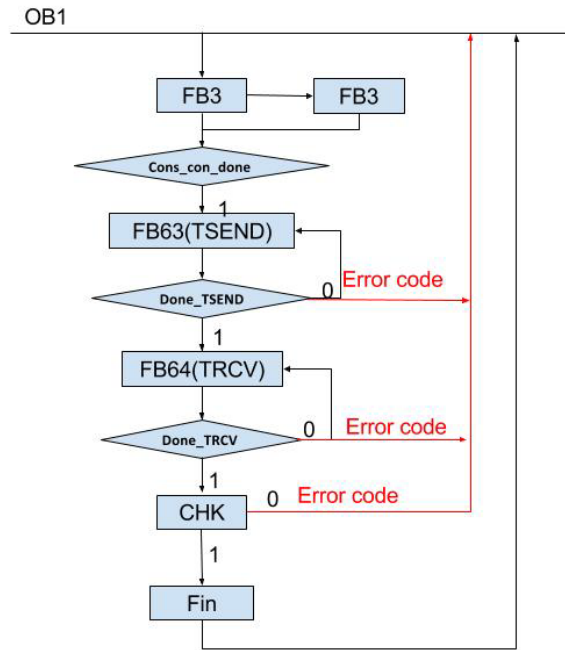 OB1
FB3
FB3
Cons_con_done
1
FB63(TSEND)
Error code
0
Done_TSEND
1
FB64(TRCV)
0
Error code
Done_TRCV
1
0
Error code
CHK
1
Fin